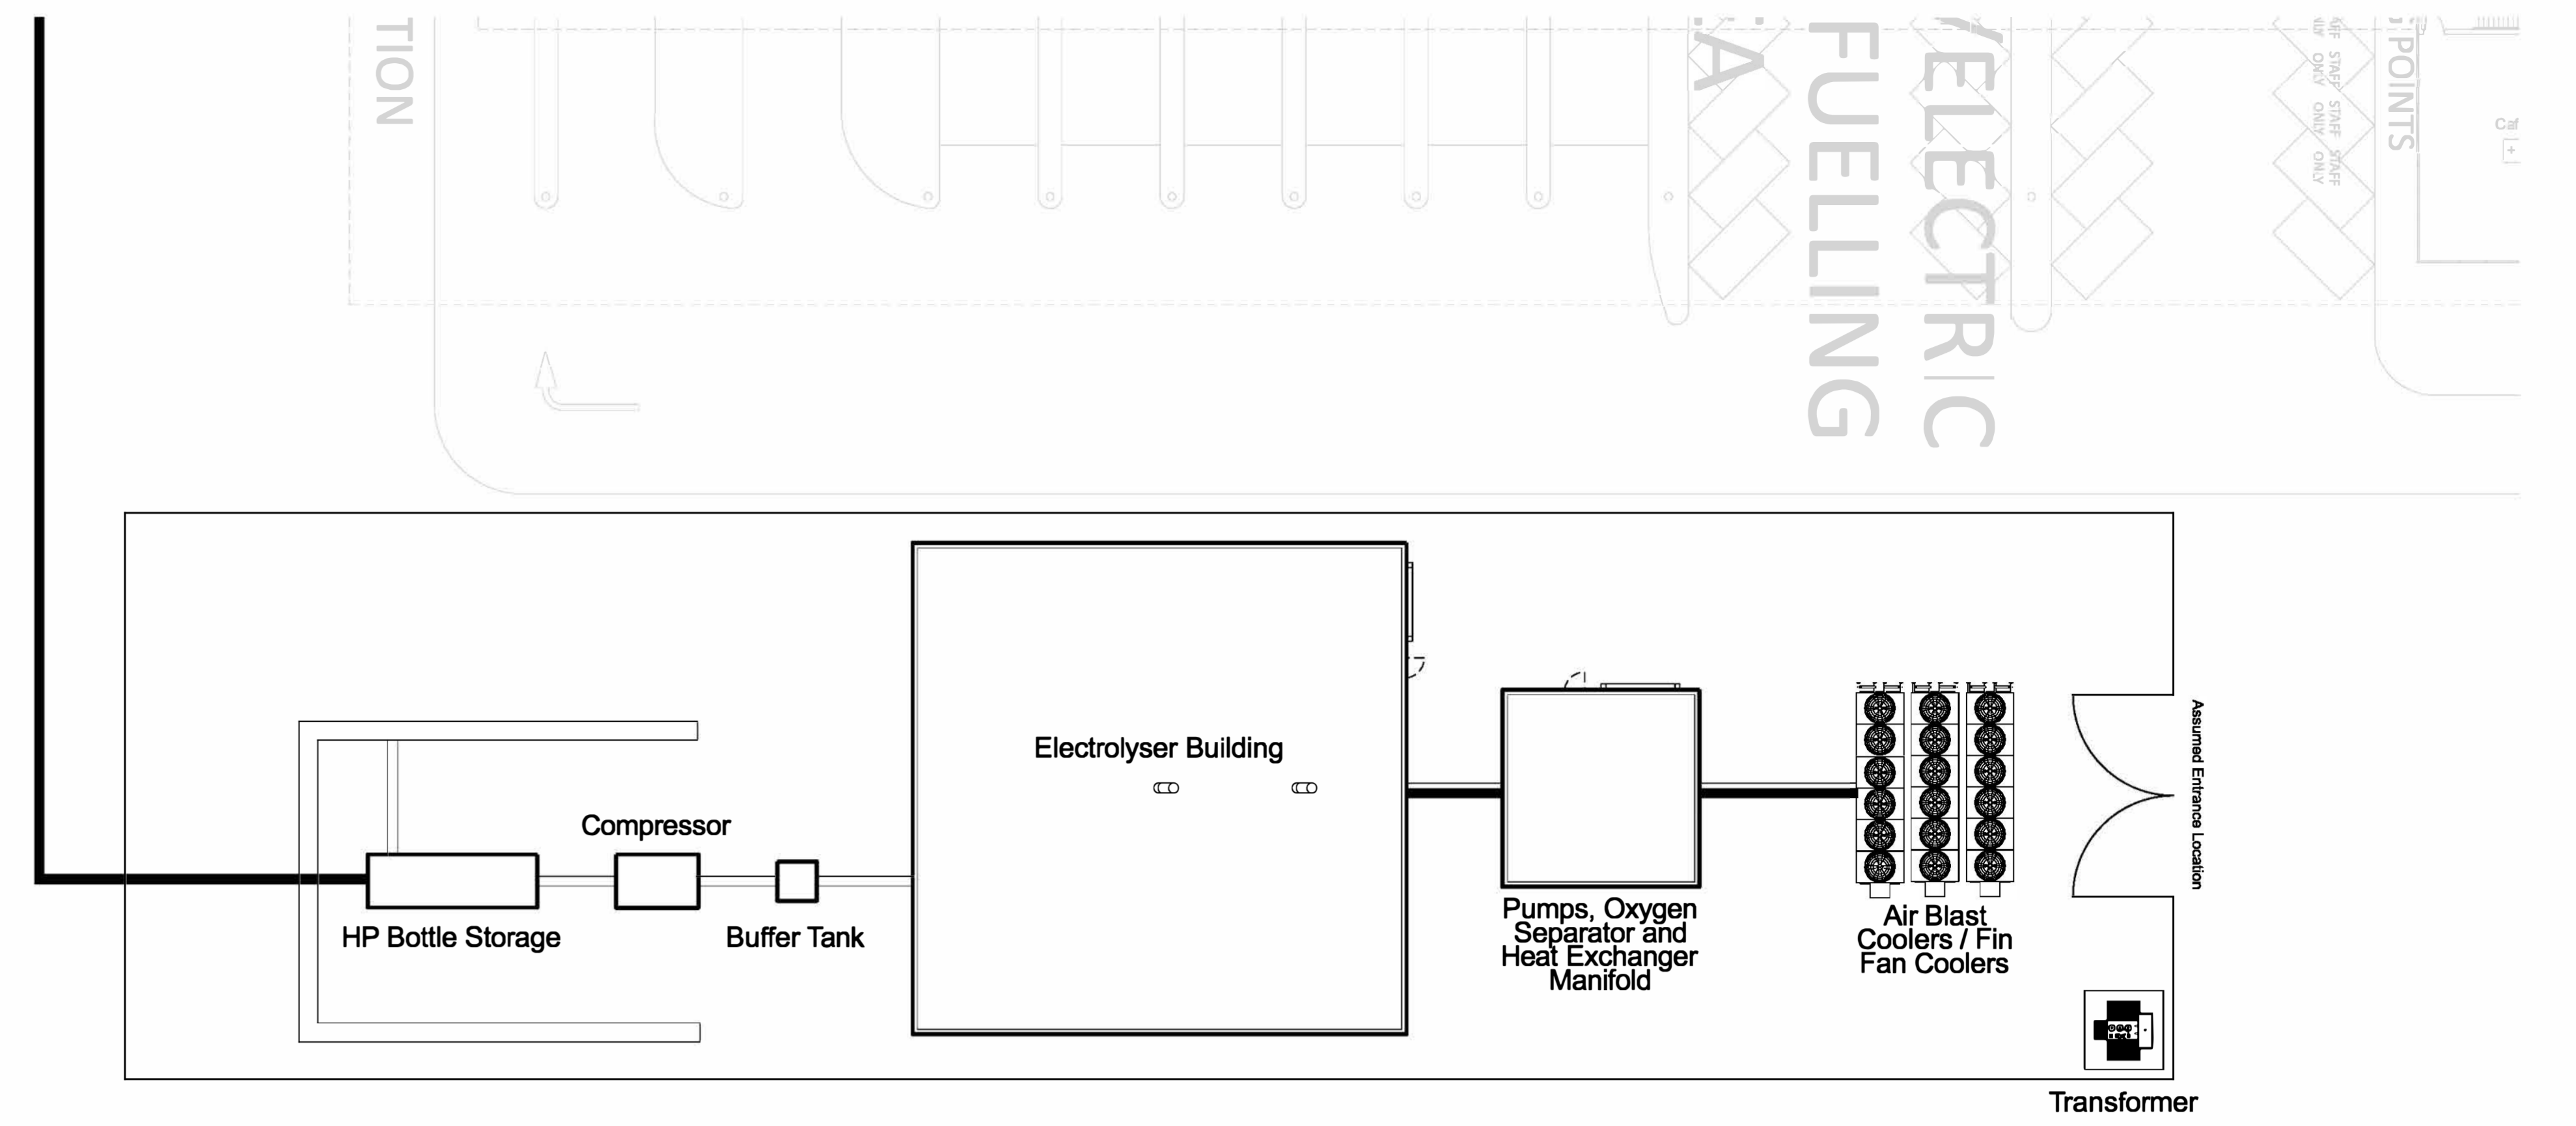 TION
: A
FUELLING
/ELECTRIC
STAFF STAFF STAFF
ONLY ONLY ONLY
POINTS
Electrolyser Building
Compressor
HP Bottle Storage
Buffer Tank
Pumps, Oxygen
Separator and
Heat Exchanger
Manifold
Air Blast
Coolers / Fin
Fan Coolers
Assumed Entrance Location
Transformer